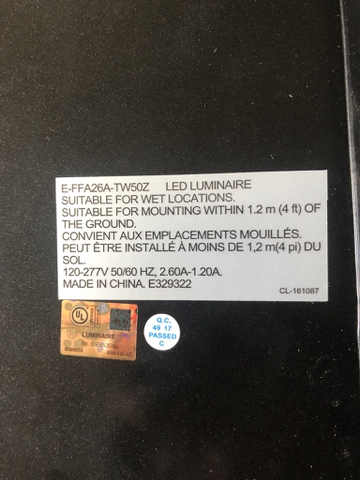 E-FFA26A-TW50Z LED LUMINAIRE
SUITABLE FOR WET LOCATIONS.
SUITABLE FOR MOUNTING WITHIN 1.2 m (4 ft) OF
THE GROUND.
CONVIENT AUX EMPLACEMENTS MOUILLÉS.
PEUT ÊTRE INSTALLÉ À MOINS DE 1,2 m(4 pi) DU
SOL.
120-277V 50/60 HZ, 2.60A-1.20A.
MADE IN CHINA. E329322
CL-161087
UL
LUMINAIRE
Q.C.
49 17
PASSED
C